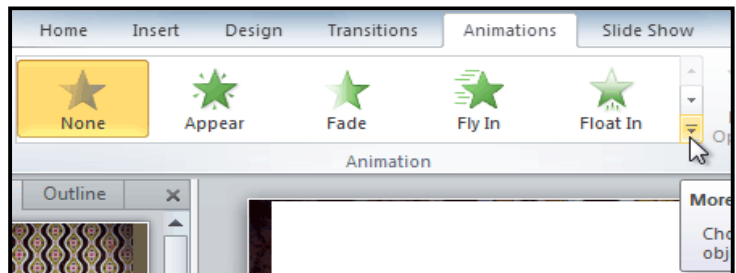 Home Insert Design Transitions Animations Slide Show
None Appear Fade Fly In Float In
Animation
Outline
More